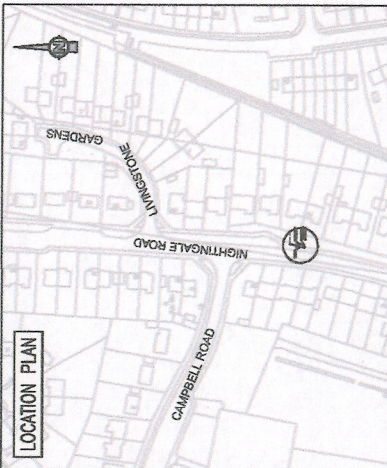 LOCATION PLAN
N
LIVINGSTONE
GARDENS
NIGHTINGALE ROAD
CAMPBELL ROAD